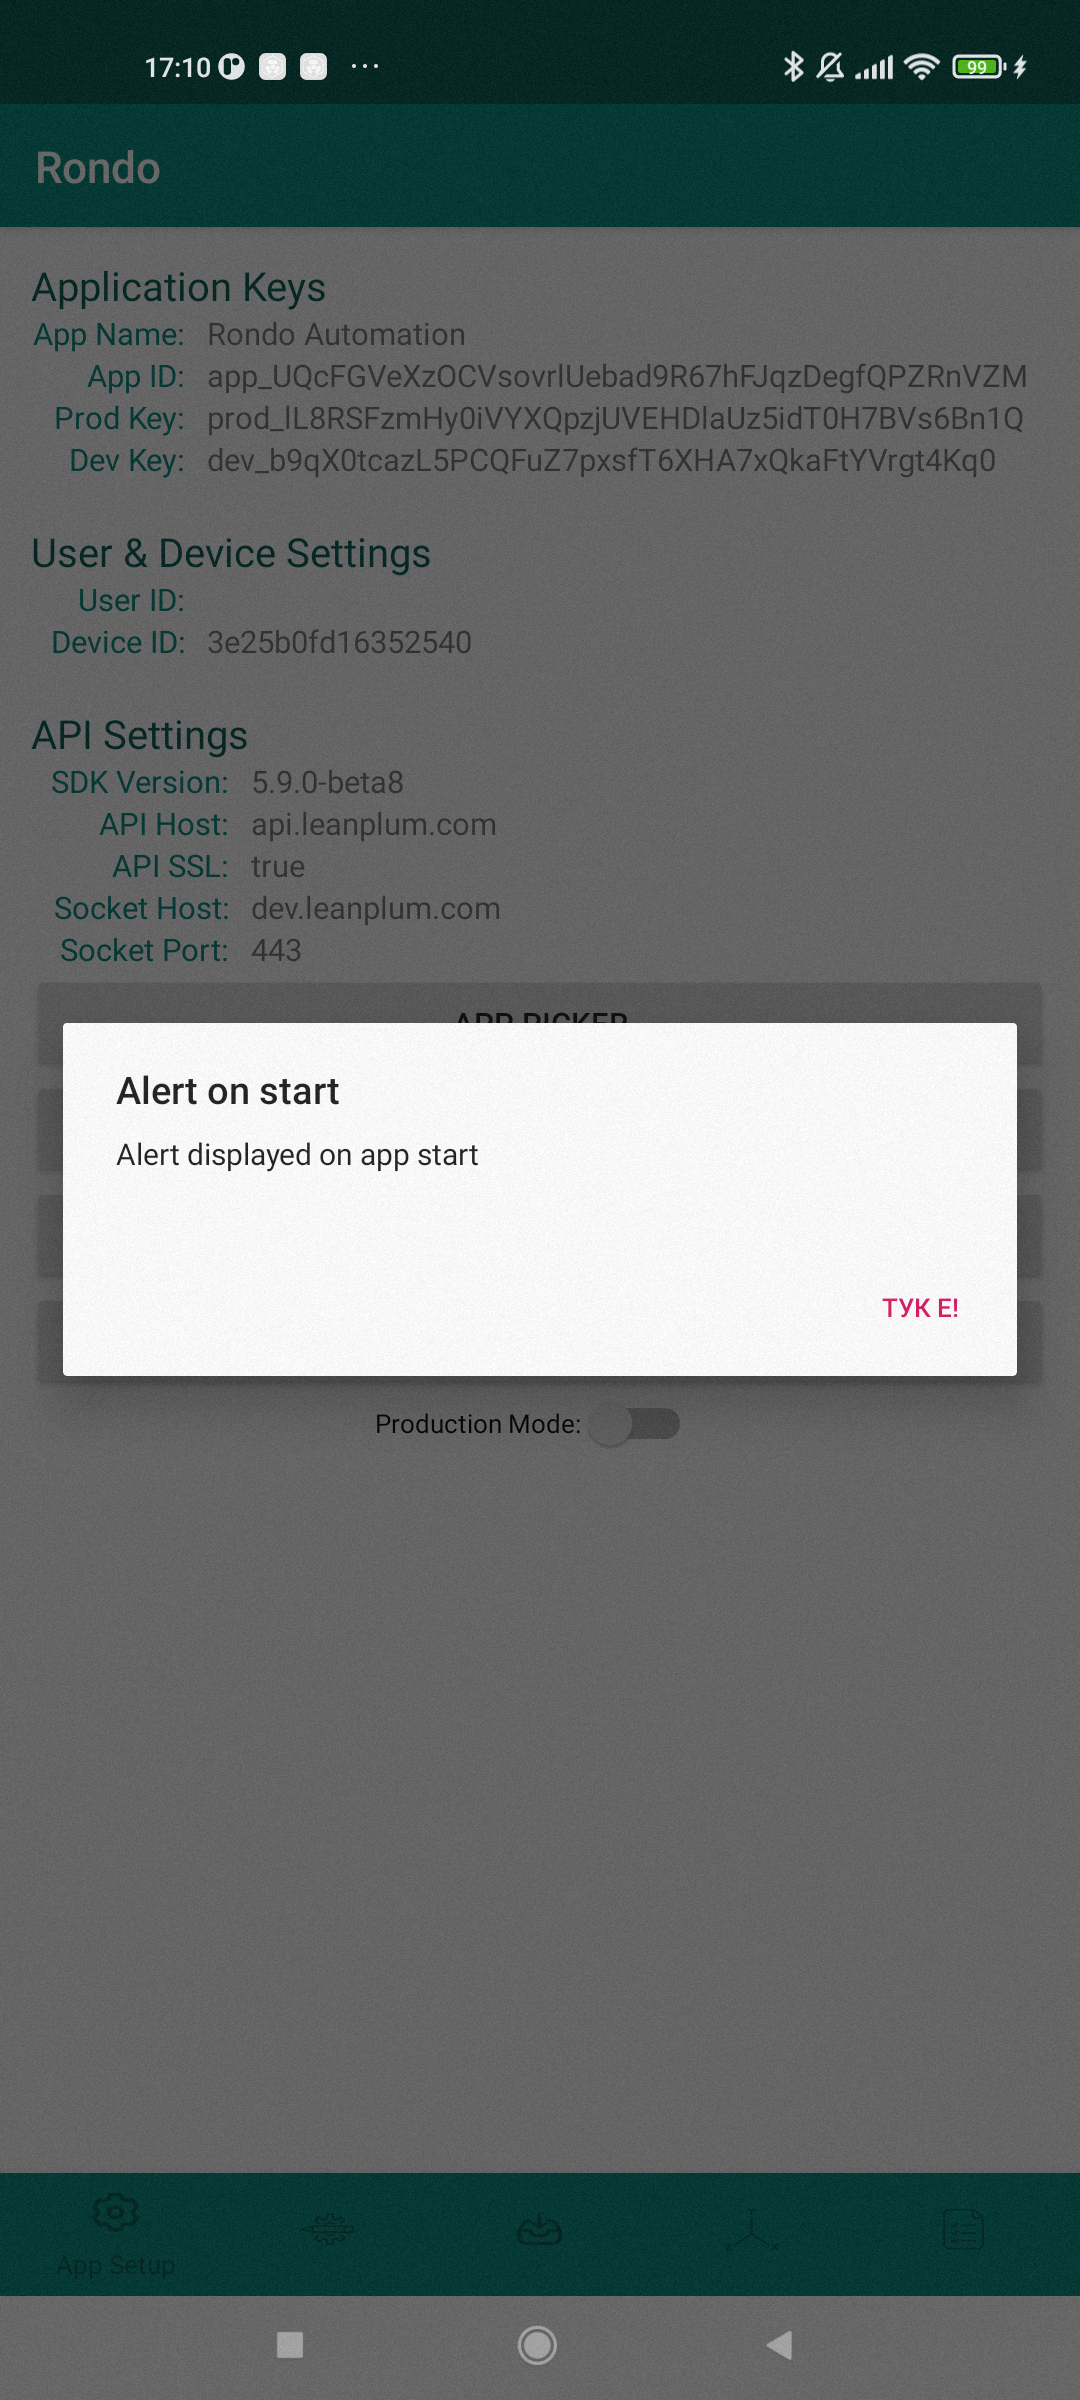 17:10
99
Rondo
Application Keys
App Name: Rondo Automation
App ID: app_UQcFGVeXzOCVsovrlUebad9R67hFJqzDegfQPZRnVZM
Prod Key: prod_lL8RSFzmHy0iVYXQpzjUVEHDlaUz5idT0H7BVs6Bn1Q
Dev Key: dev_b9qX0tcazL5PCQFuZ7pxsfT6XHA7xQkaFtYVrgt4Kq0
User & Device Settings
User ID:
Device ID: 3e25b0fd16352540
API Settings
SDK Version: 5.9.0-beta8
API Host: api.leanplum.com
API SSL: true
Socket Host: dev.leanplum.com
Socket Port: 443
APP PICKER
Alert on start
Alert displayed on app start
ТУК Е!
Production Mode:
App Setup